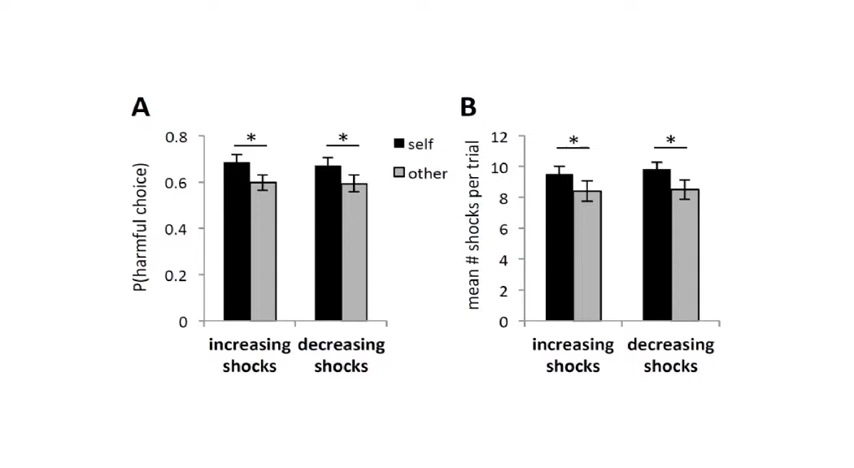 A
P(harmful choice)
0.8
0.6
0.4
0.2
0
*
*
increasing
shocks
decreasing
shocks
self
other
B
mean # shocks per trial
12
10
8
6
4
2
0
*
*
increasing
shocks
decreasing
shocks